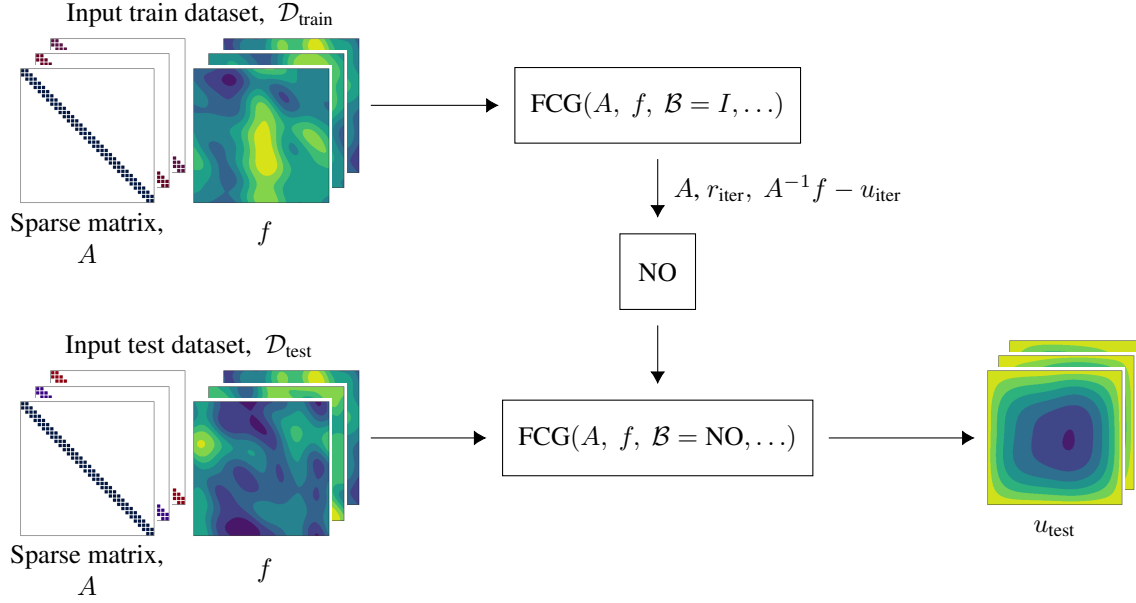 Input train dataset, 𝒟_train
Sparse matrix,
A
f
FCG(A, f, ℬ = I, . . .)
A, r_iter, A⁻¹f − u_iter
NO
Input test dataset, 𝒟_test
Sparse matrix,
A
f
FCG(A, f, ℬ = NO, . . .)
u_test